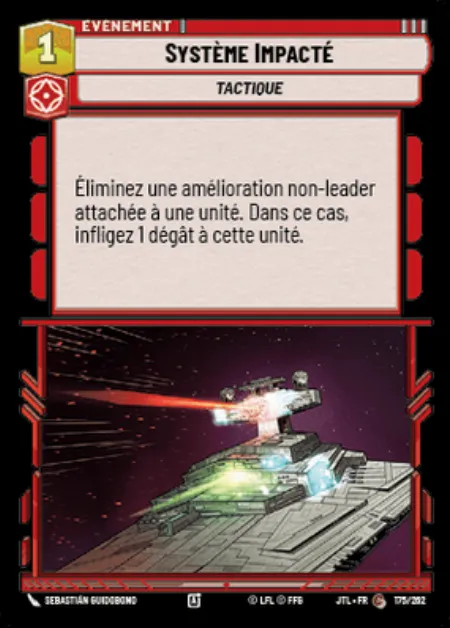 ÉVÉNEMENT
1
SYSTÈME IMPACTÉ
TACTIQUE
Éliminez une amélioration non-leader
attachée à une unité. Dans ce cas,
infligez 1 dégât à cette unité.
SEBASTIÁN GUIDOBONO
© LFL © FFG
JTL • FR
C
175/262